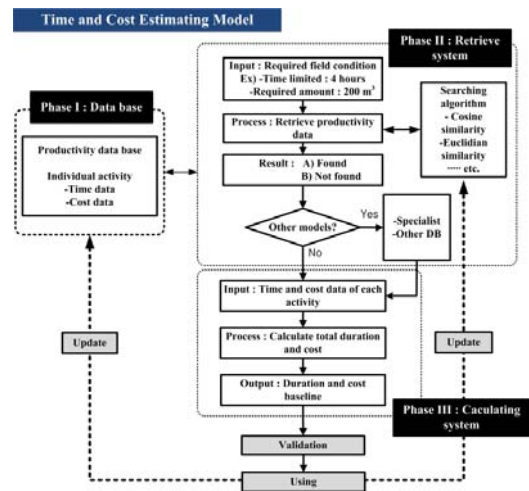 Time and Cost Estimating Model
Phase II : Retrieve
system
Input : Required field condition
Ex) -Time limited : 4 hours
-Required amount : 200 m³
Phase I : Data base
Searching
algorithm
- Cosine
similarity
-Euclidian
similarity
····· etc.
Process : Retrieve productivity
data
Productivity data base
Individual activity
-Time data
-Cost data
Result : A) Found
B) Not found
Other models?
Yes
-Specialist
-Other DB
No
Input : Time and cost data of each
activity
Update
Process : Calculate total duration
and cost
Update
Output : Duration and cost
baseline
Phase III : Caculating
system
Validation
Using